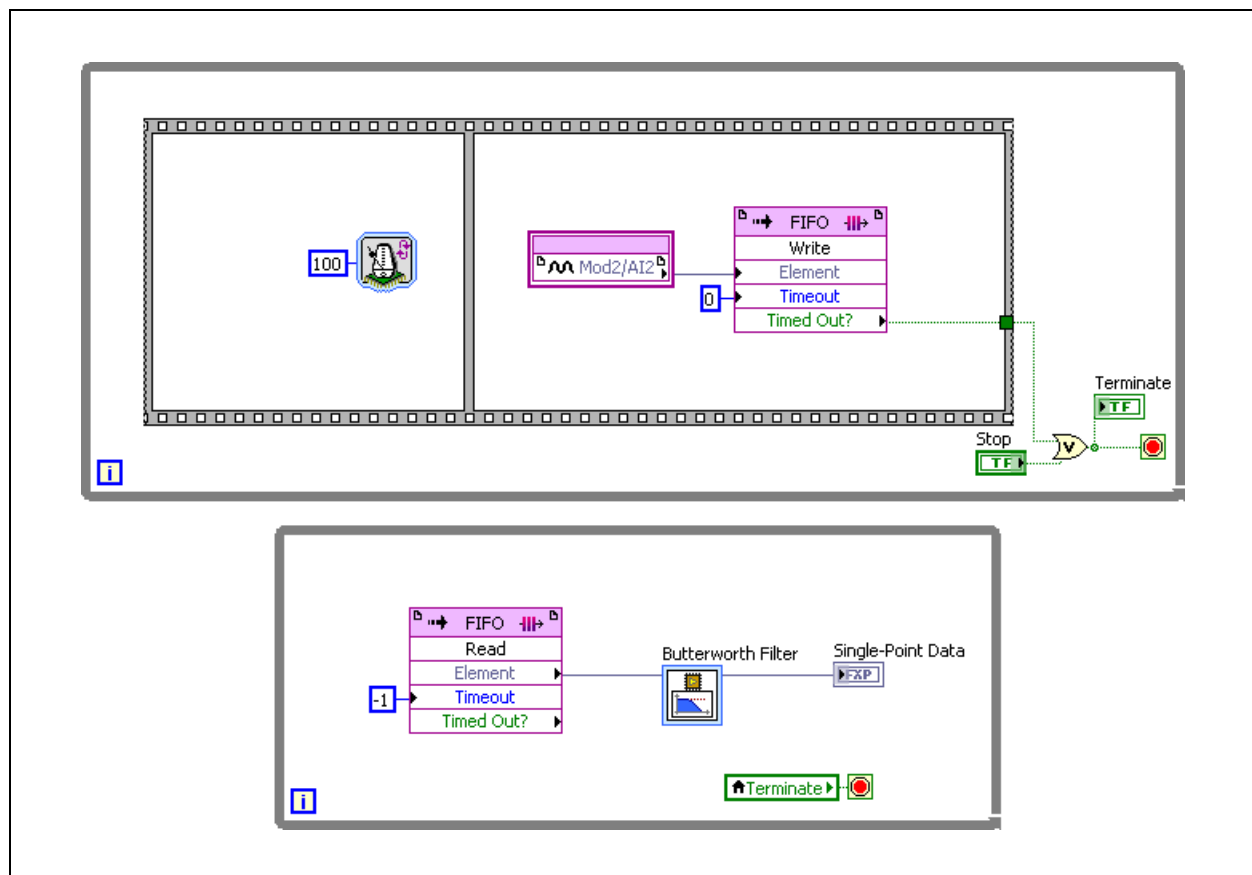 100
Mod2/AI2
FIFO
Write
Element
0
Timeout
Timed Out?
Terminate
TF
Stop
TF
V
i
FIFO
Read
Element
-1
Timeout
Timed Out?
Butterworth Filter
Single-Point Data
FXP
Terminate
i